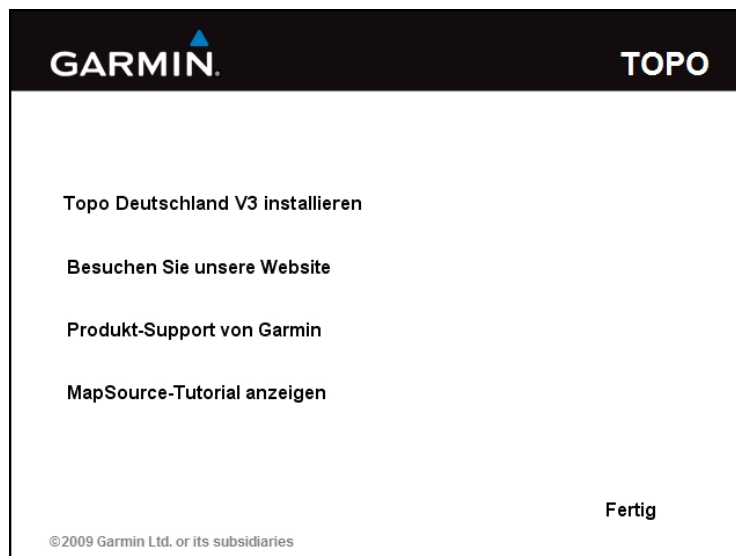 GARMIN.
TOPO
Topo Deutschland V3 installieren
Besuchen Sie unsere Website
Produkt-Support von Garmin
MapSource-Tutorial anzeigen
Fertig
©2009 Garmin Ltd. or its subsidiaries